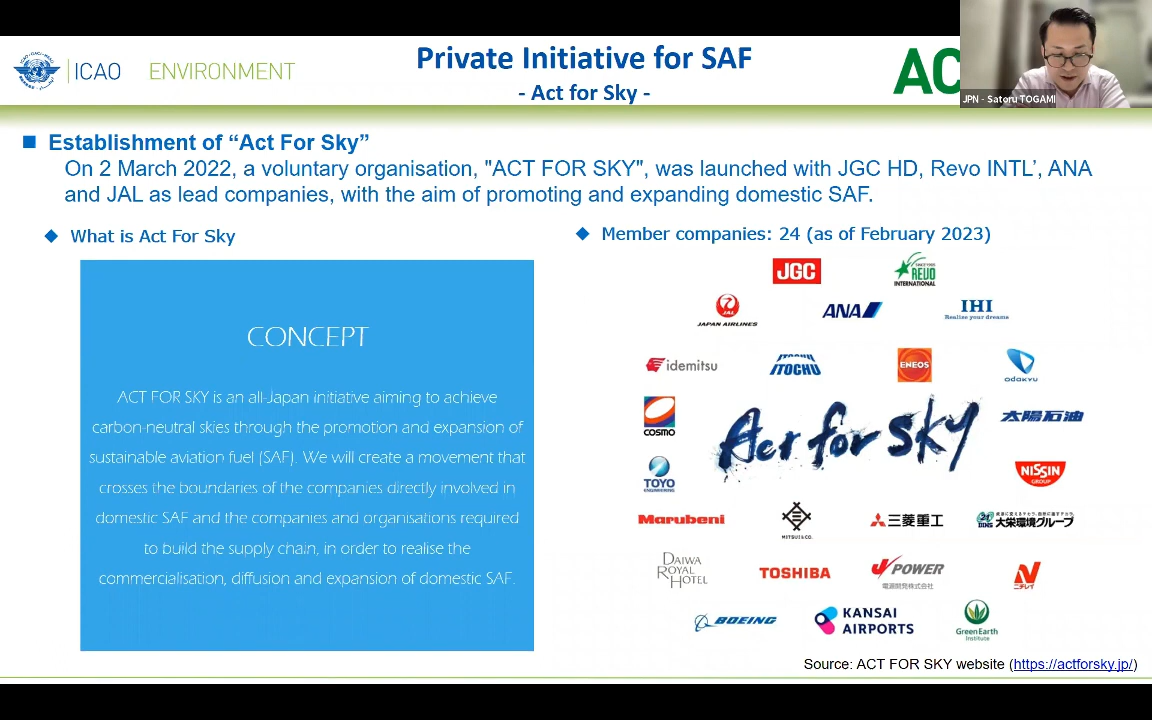 ICAO
ENVIRONMENT
Private Initiative for SAF
- Act for Sky -
AC
JPN - Satoru TOGAMI
Establishment of “Act For Sky”
On 2 March 2022, a voluntary organisation, "ACT FOR SKY", was launched with JGC HD, Revo INTL’, ANA
and JAL as lead companies, with the aim of promoting and expanding domestic SAF.
What is Act For Sky
CONCEPT
ACT FOR SKY is an all-Japan initiative aiming to achieve
carbon-neutral skies through the promotion and expansion of
sustainable aviation fuel (SAF). We will create a movement that
crosses the boundaries of the companies directly involved in
domestic SAF and the companies and organisations required
to build the supply chain, in order to realise the
commercialisation, diffusion and expansion of domestic SAF.
Member companies: 24 (as of February 2023)
JGC
REVO
INTERNATIONAL
JAL
JAPAN AIRLINES
ANA
IHI
Realize your dreams
idemitsu
ITOCHU
ENEOS
ODAKYU
COSMO
Act for SKY
太陽石油
TOYO
ENGINEERING
NISSIN
GROUP
Marubeni
MITSUI & CO.
三菱重工
大栄環境グループ
DAIWA
ROYAL
HOTEL
TOSHIBA
POWER
電源開発株式会社
ニチレイ
BOEING
KANSAI
AIRPORTS
Green Earth
Institute
Source: ACT FOR SKY website (https://actforsky.jp/)